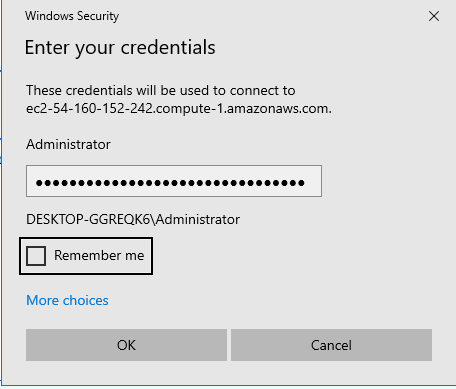 Windows Security
Enter your credentials
These credentials will be used to connect to
ec2-54-160-152-242.compute-1.amazonaws.com.
Administrator
●●●●●●●●●●●●●●●●●●●●●●●●●●●●●●●●
DESKTOP-GGREQK6\Administrator
Remember me
More choices
OK
Cancel